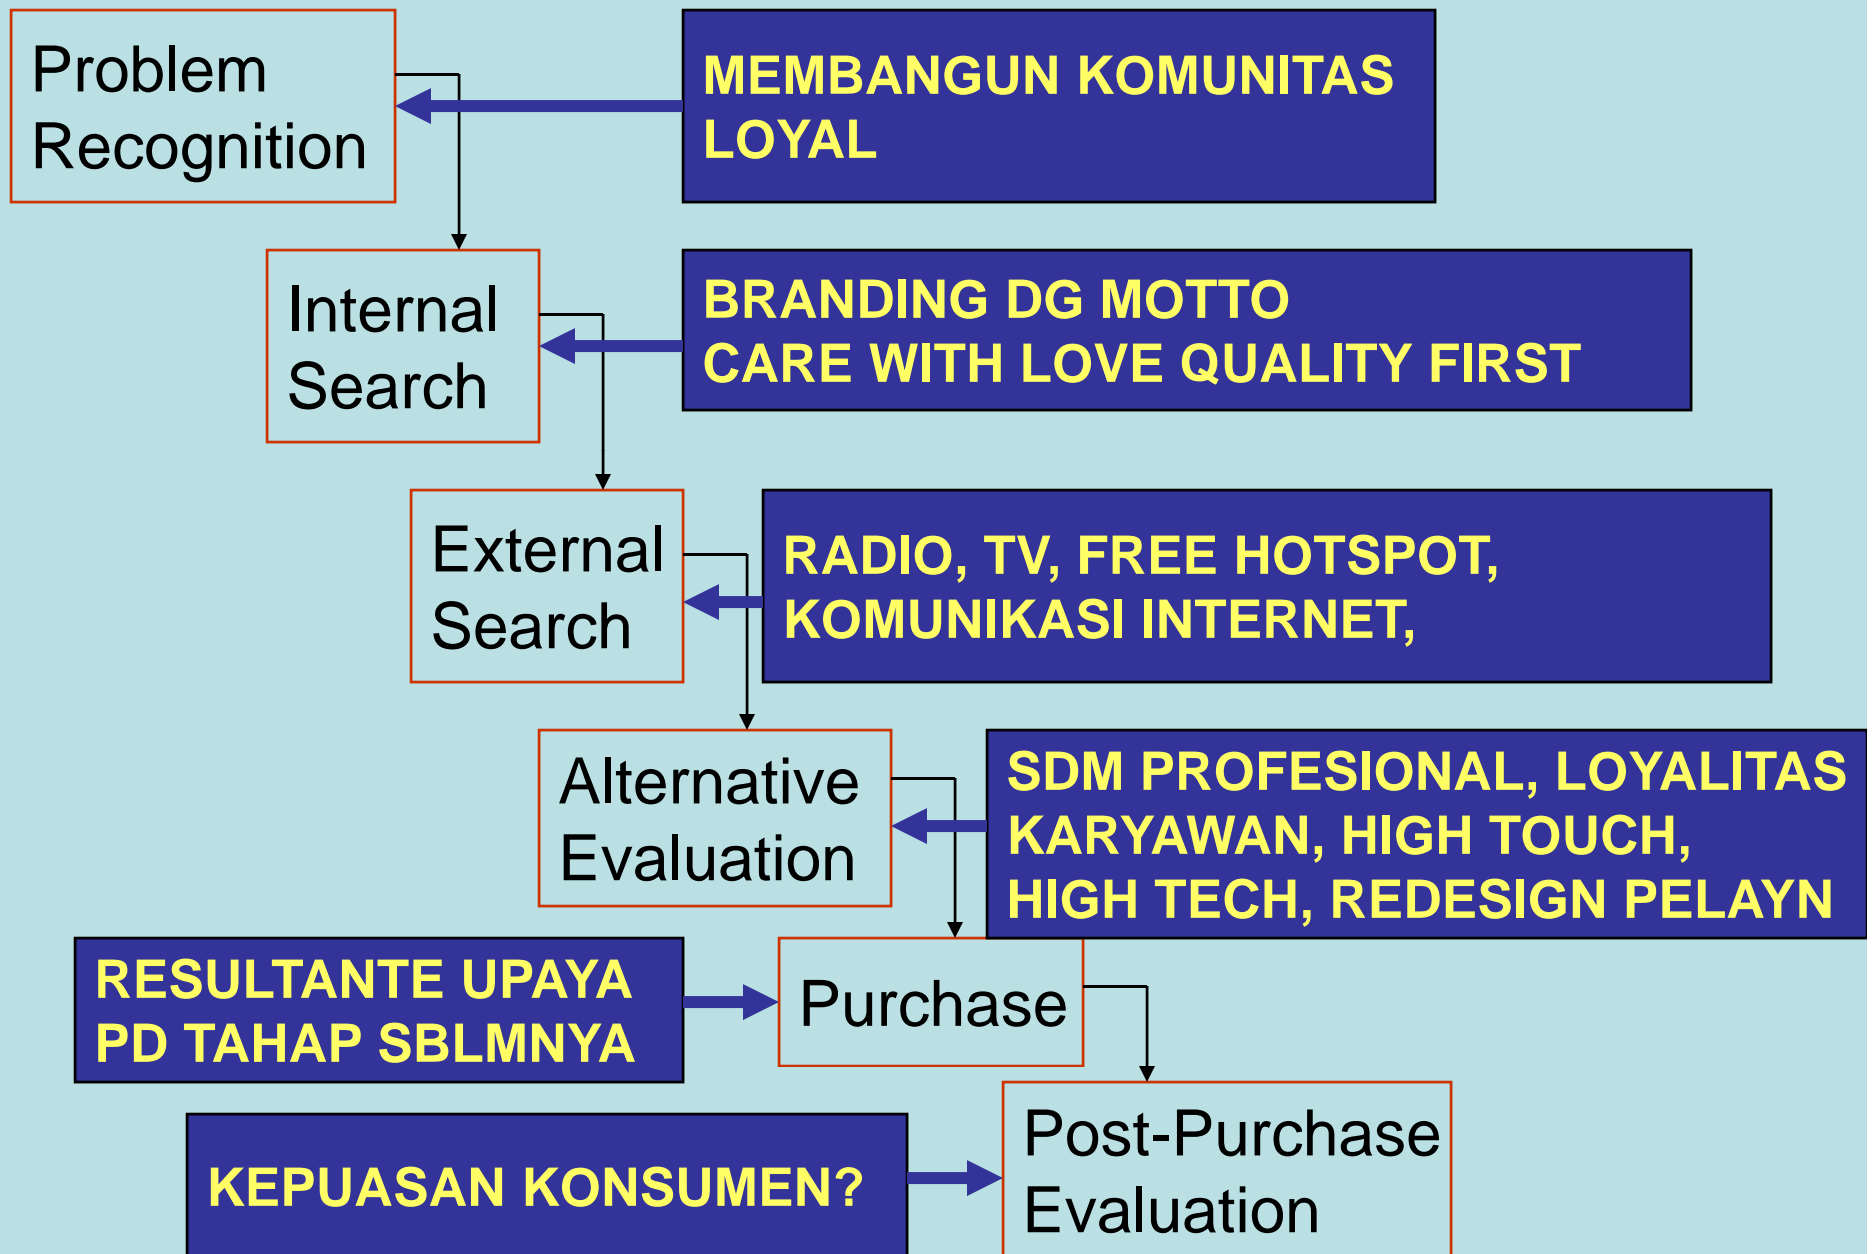 Problem
Recognition
MEMBANGUN KOMUNITAS
LOYAL
Internal
Search
BRANDING DG MOTTO
CARE WITH LOVE QUALITY FIRST
External
Search
RADIO, TV, FREE HOTSPOT,
KOMUNIKASI INTERNET,
Alternative
Evaluation
SDM PROFESIONAL, LOYALITAS
KARYAWAN, HIGH TOUCH,
HIGH TECH, REDESIGN PELAYN
RESULTANTE UPAYA
PD TAHAP SBLMNYA
Purchase
KEPUASAN KONSUMEN?
Post-Purchase
Evaluation